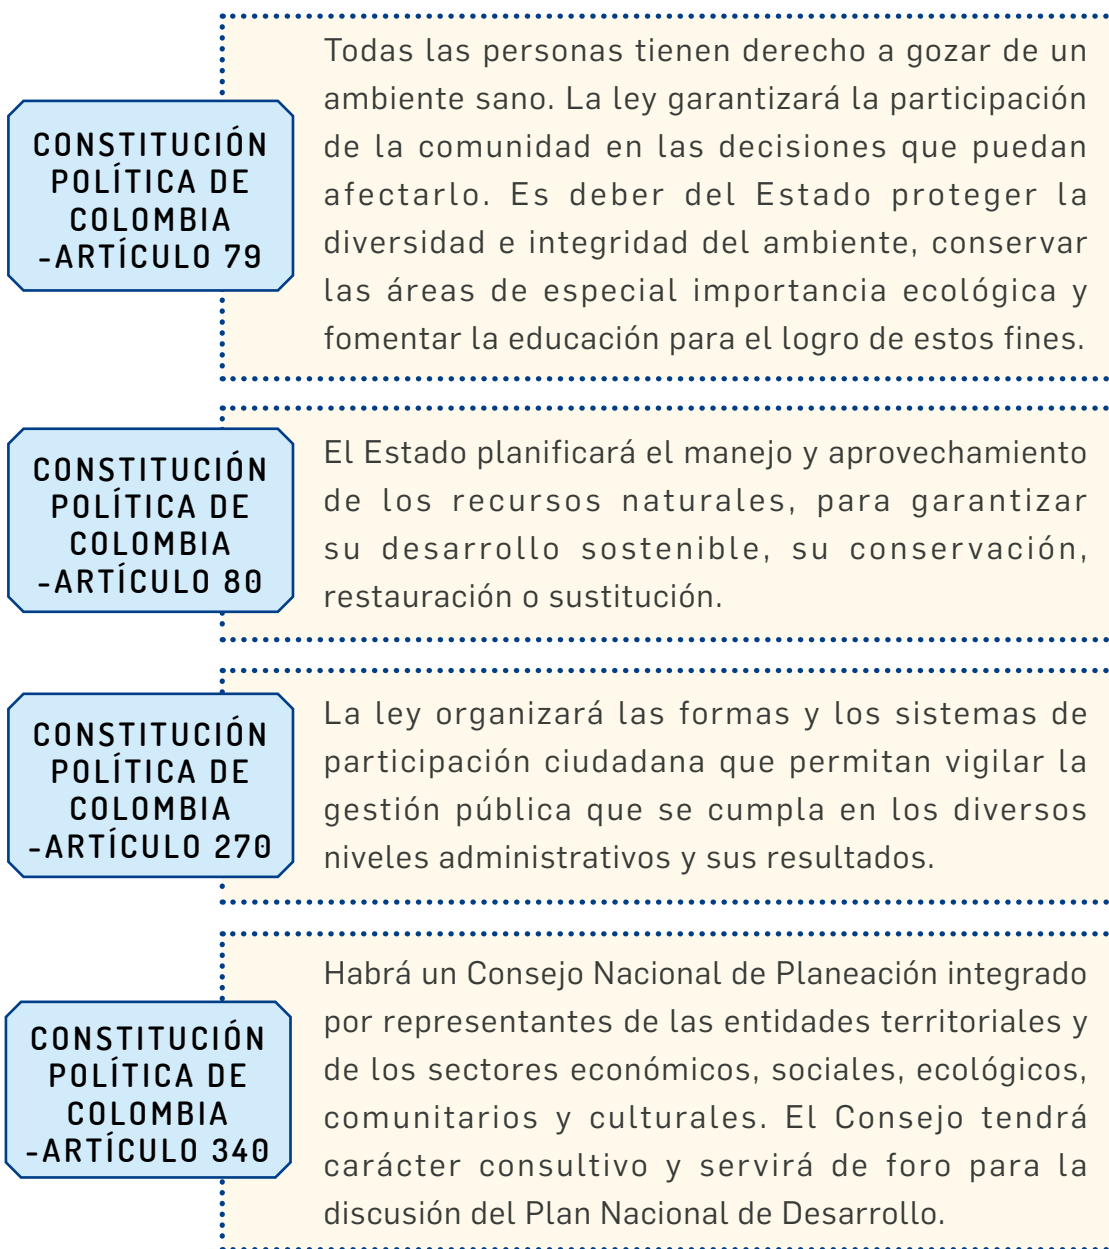 CONSTITUCIÓN
POLÍTICA DE
COLOMBIA
-ARTÍCULO 79
Todas las personas tienen derecho a gozar de un
ambiente sano. La ley garantizará la participación
de la comunidad en las decisiones que puedan
afectarlo. Es deber del Estado proteger la
diversidad e integridad del ambiente, conservar
las áreas de especial importancia ecológica y
fomentar la educación para el logro de estos fines.
CONSTITUCIÓN
POLÍTICA DE
COLOMBIA
-ARTÍCULO 80
El Estado planificará el manejo y aprovechamiento
de los recursos naturales, para garantizar
su desarrollo sostenible, su conservación,
restauración o sustitución.
CONSTITUCIÓN
POLÍTICA DE
COLOMBIA
-ARTÍCULO 270
La ley organizará las formas y los sistemas de
participación ciudadana que permitan vigilar la
gestión pública que se cumpla en los diversos
niveles administrativos y sus resultados.
CONSTITUCIÓN
POLÍTICA DE
COLOMBIA
-ARTÍCULO 340
Habrá un Consejo Nacional de Planeación integrado
por representantes de las entidades territoriales y
de los sectores económicos, sociales, ecológicos,
comunitarios y culturales. El Consejo tendrá
carácter consultivo y servirá de foro para la
discusión del Plan Nacional de Desarrollo.